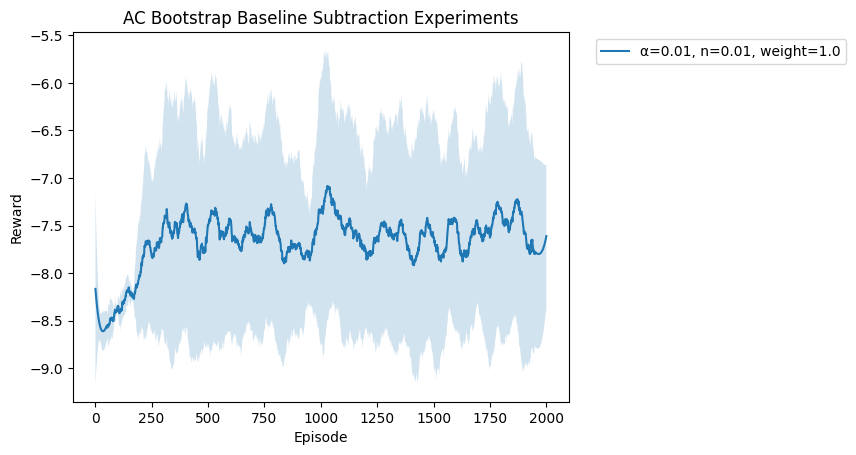 AC Bootstrap Baseline Subtraction Experiments
α=0.01, n=0.01, weight=1.0
−5.5
−6.0
−6.5
−7.0
−7.5
−8.0
−8.5
−9.0
Reward
0 250 500 750 1000 1250 1500 1750 2000
Episode